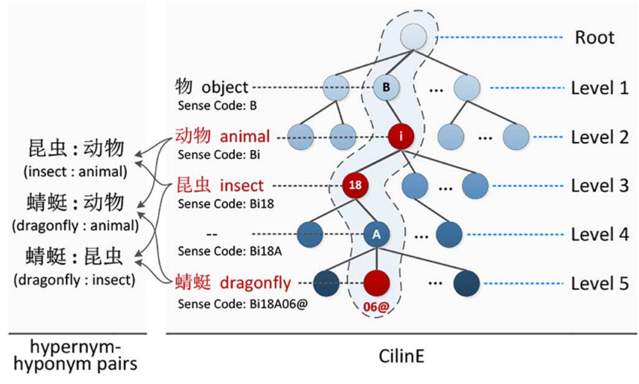 Root
物 object
B
...
Level 1
Sense Code: B
动物 animal
i
...
Level 2
Sense Code: Bi
昆虫 : 动物
(insect : animal)
昆虫 insect
18
...
Level 3
Sense Code: Bi18
蜻蜓 : 动物
(dragonfly : animal)
--
A
...
Level 4
Sense Code: Bi18A
蜻蜓 : 昆虫
(dragonfly : insect)
蜻蜓 dragonfly
...
Level 5
Sense Code: Bi18A06@
06@
hypernym-
hyponym pairs
CilinE